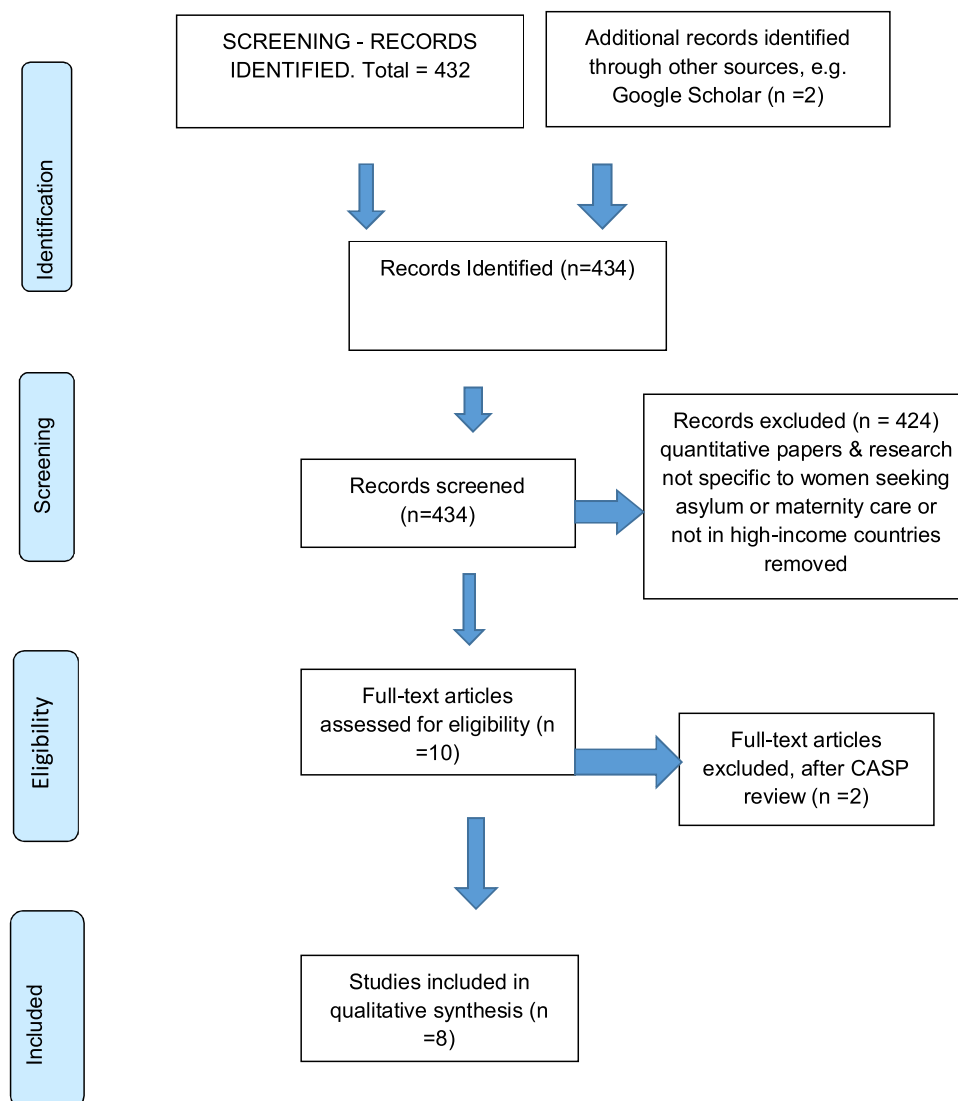 SCREENING - RECORDS
IDENTIFIED. Total = 432
Additional records identified
through other sources, e.g.
Google Scholar (n =2)
Identification
Records Identified (n=434)
Screening
Records screened
(n=434)
Records excluded (n = 424)
quantitative papers & research
not specific to women seeking
asylum or maternity care or
not in high-income countries
removed
Eligibility
Full-text articles
assessed for eligibility (n
=10)
Full-text articles
excluded, after CASP
review (n =2)
Included
Studies included in
qualitative synthesis (n
=8)